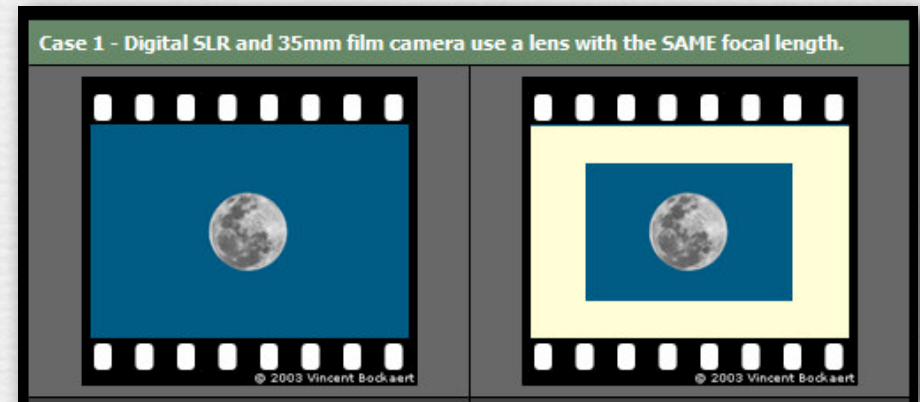 Case 1 - Digital SLR and 35mm film camera use a lens with the SAME focal length.
© 2003 Vincent Bockaert
© 2003 Vincent Bockaert